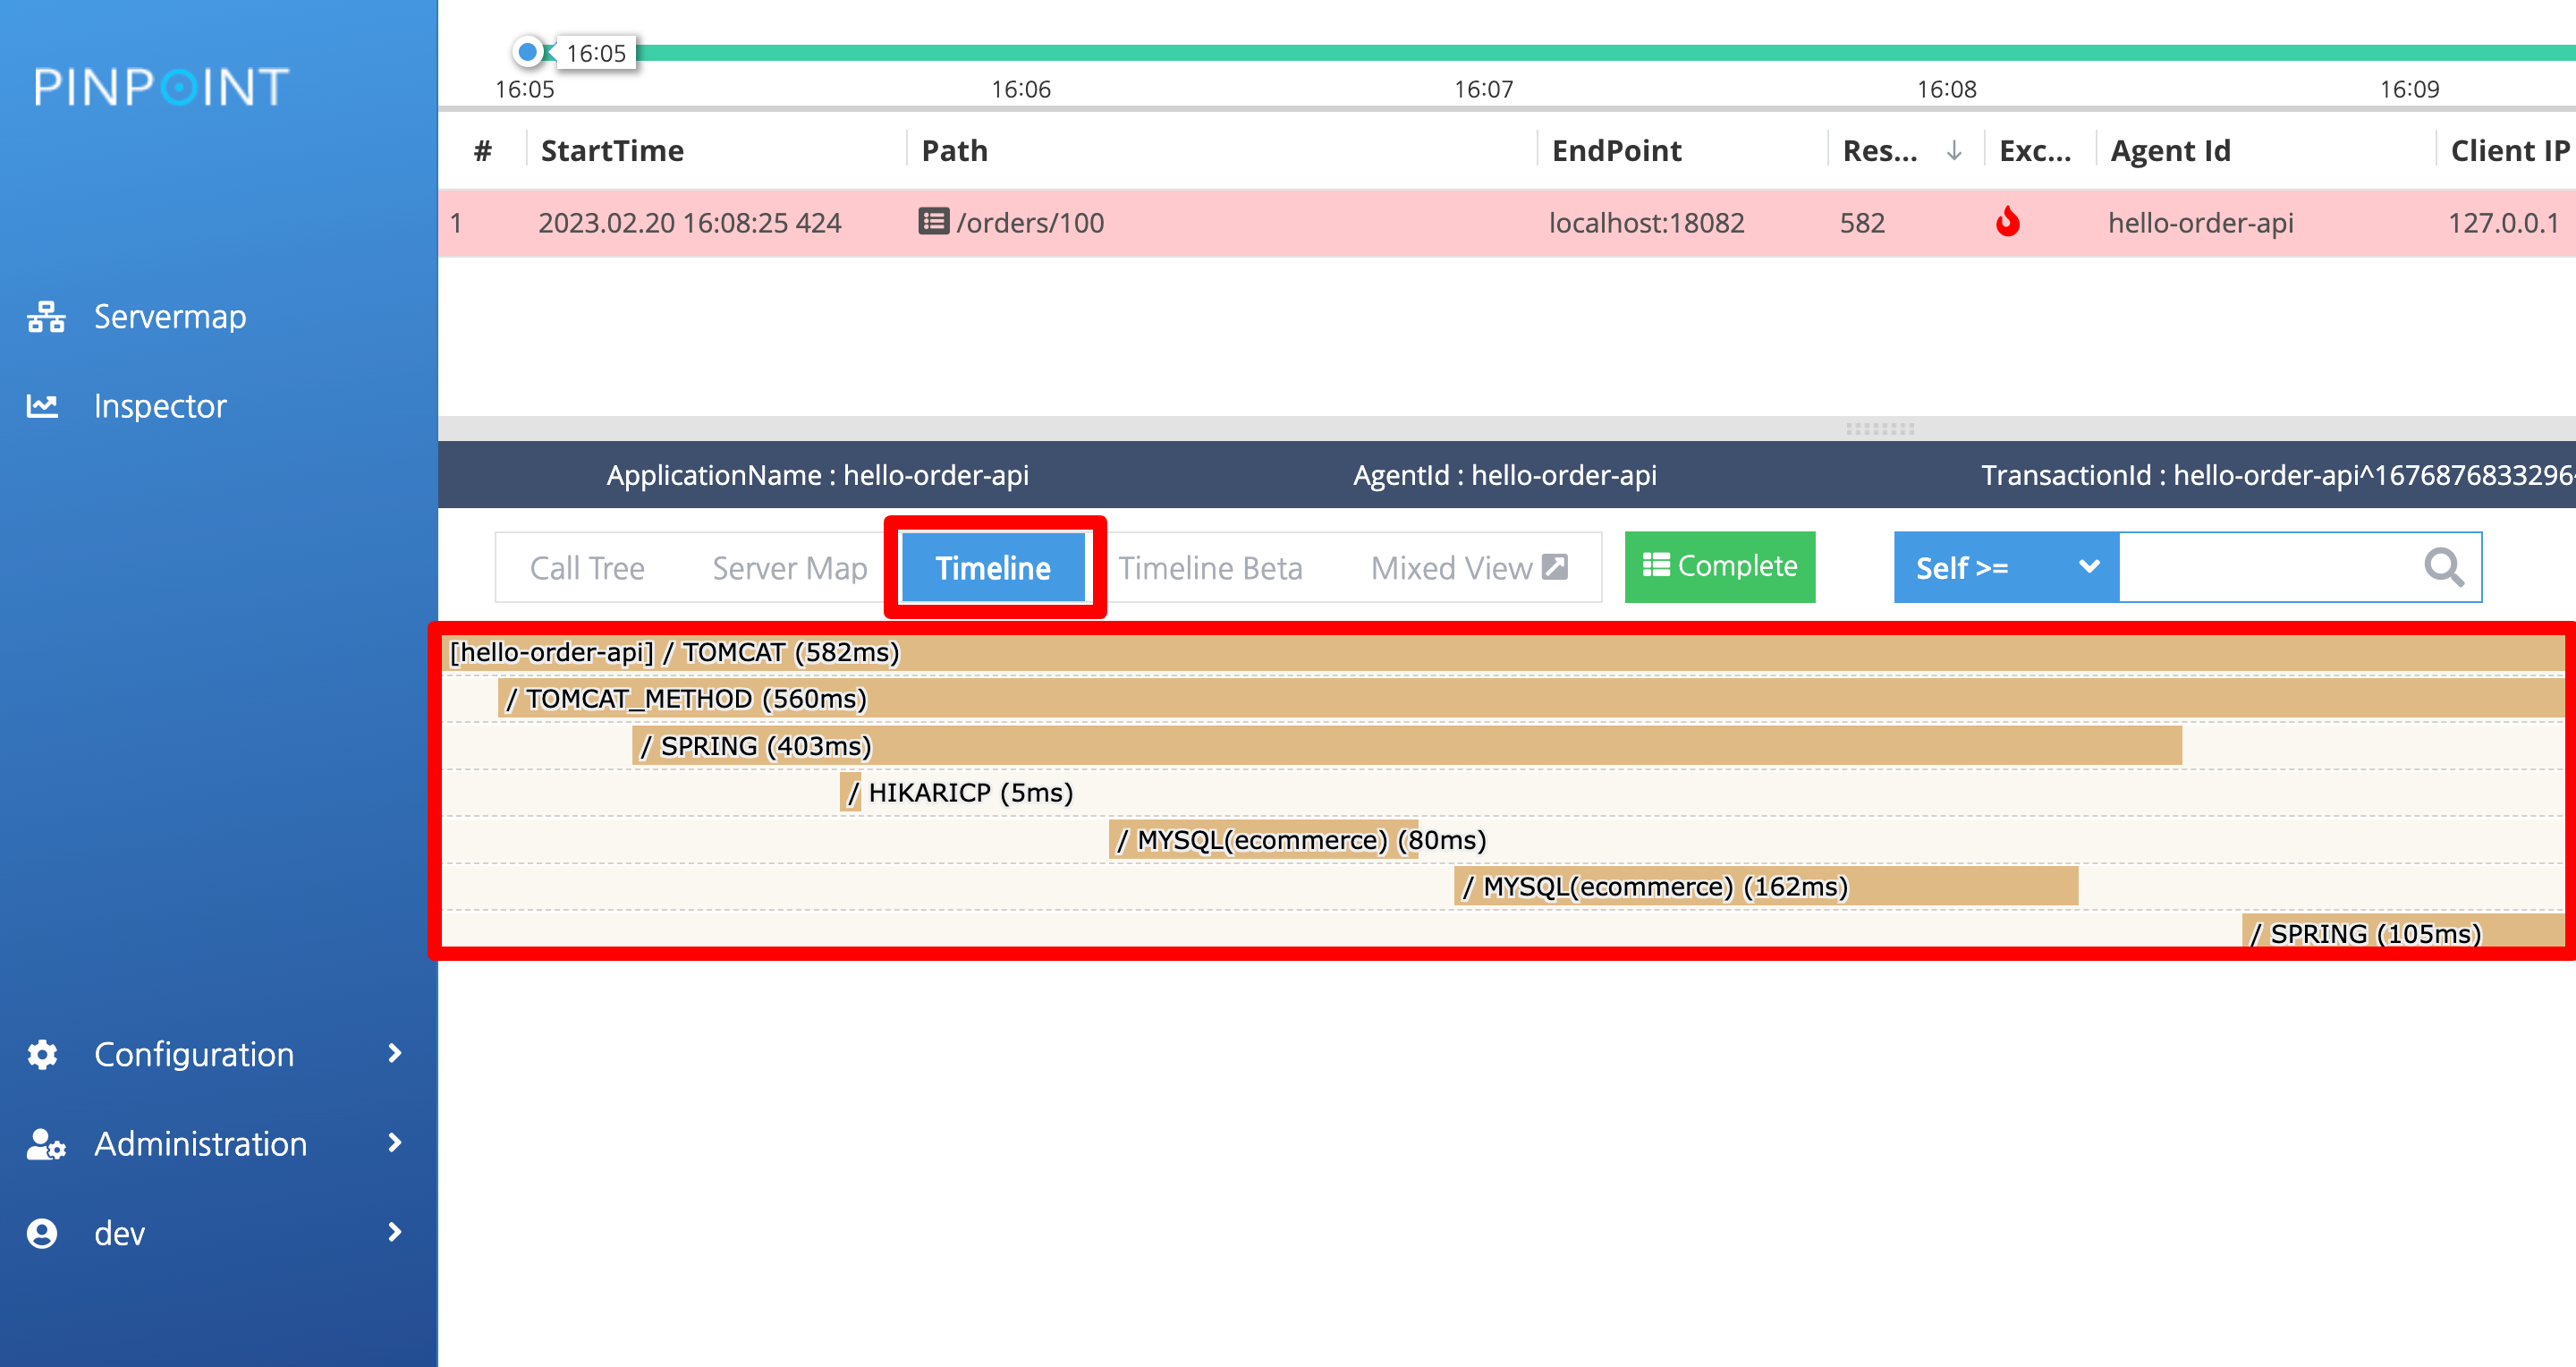 PINPOINT
Servermap
Inspector
Configuration
Administration
dev
16:05
16:05 16:06 16:07 16:08 16:09
# StartTime Path EndPoint Res... Exc... Agent Id Client IP
1 2023.02.20 16:08:25 424 /orders/100 localhost:18082 582 hello-order-api 127.0.0.1
ApplicationName : hello-order-api AgentId : hello-order-api TransactionId : hello-order-api^1676876833296
Call Tree Server Map Timeline Timeline Beta Mixed View Complete Self >=
[hello-order-api] / TOMCAT (582ms)
/ TOMCAT_METHOD (560ms)
/ SPRING (403ms)
/ HIKARICP (5ms)
/ MYSQL(ecommerce) (80ms)
/ MYSQL(ecommerce) (162ms)
/ SPRING (105ms)